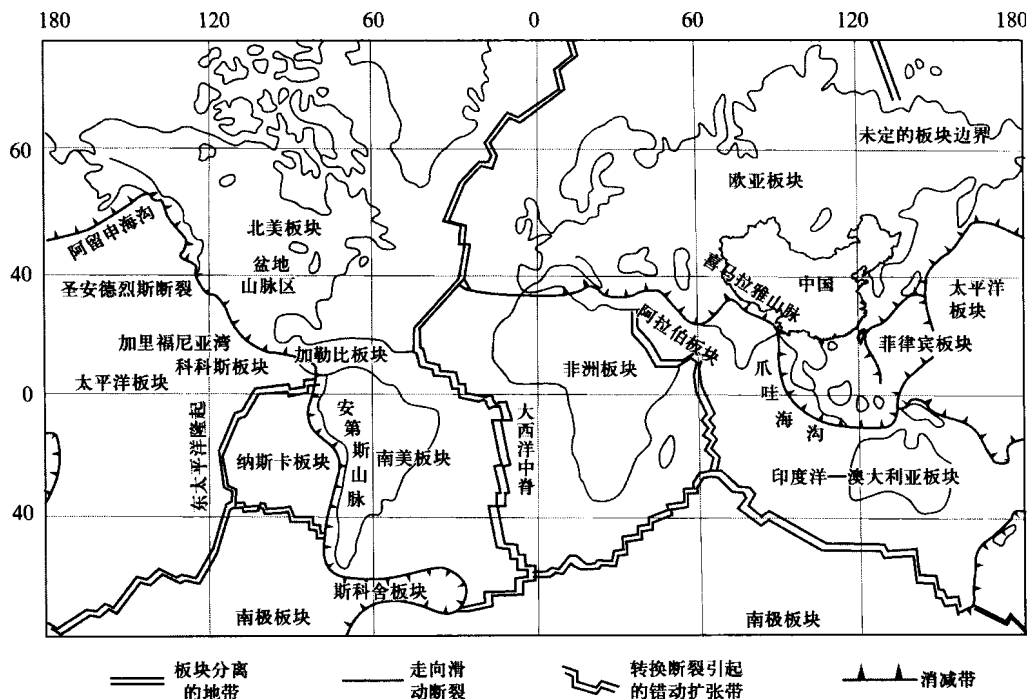 180 120 60 0 60 120 180
60
40
0
40
未定的板块边界
欧亚板块
北美板块
阿留申海沟
盆地
山脉区
圣安德烈斯断裂
喜马拉雅山脉
中国
太平洋
板块
加里福尼亚湾
加勒比板块
阿拉伯板块
菲律宾板块
科科斯板块
非洲板块
太平洋板块
爪哇海沟
东太平洋隆起
安第斯山脉
大西洋中脊
纳斯卡板块
南美板块
印度洋—澳大利亚板块
斯科舍板块
南极板块
南极板块
板块分离
的地带
走向滑
动断裂
转换断裂引起
的错动扩张带
消减带